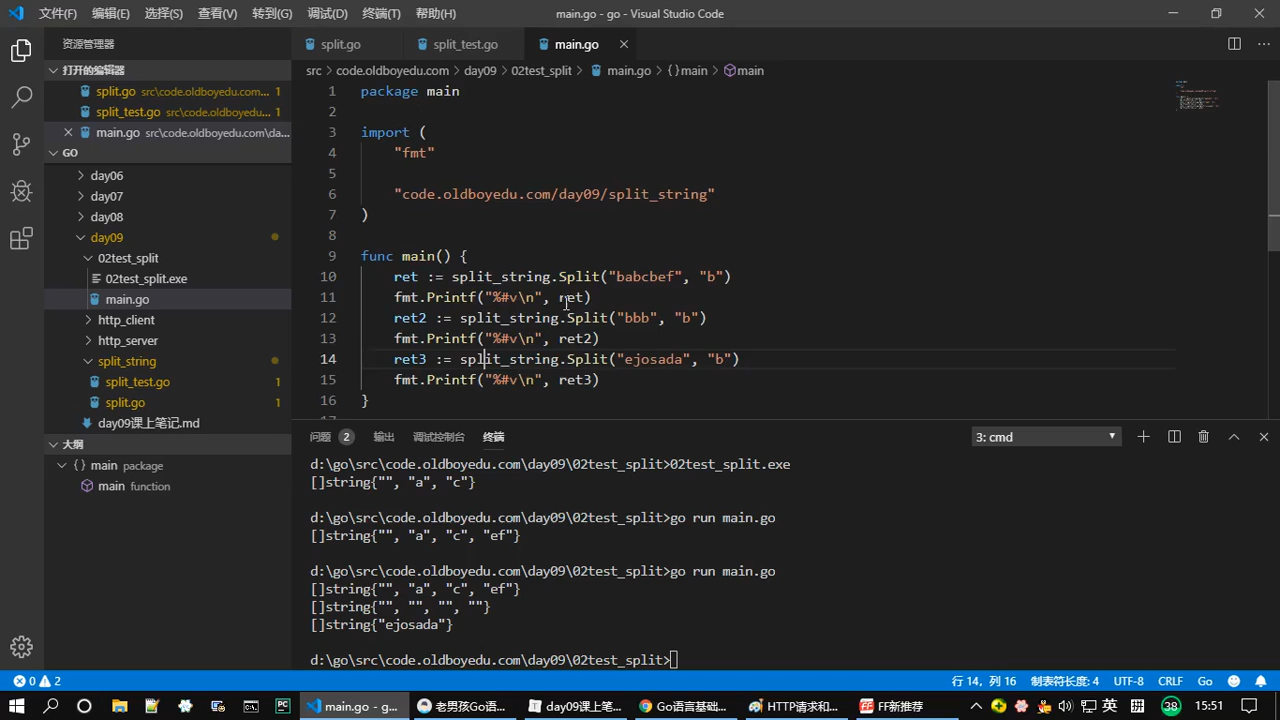 文件(F) 编辑(E) 选择(S) 查看(V) 转到(G) 调试(D) 终端(T) 帮助(H) main.go - go - Visual Studio Code
资源管理器
split.go split_test.go main.go
打开的编辑器
split.go src\code.oldboyedu.com... 1
split_test.go src\code.oldboyedu... 1
main.go src\code.oldboyedu.com\da...
GO
day06
day07
day08
day09
02test_split
02test_split.exe
main.go
http_client
http_server
split_string
split_test.go 1
split.go 1
day09课上笔记.md
大纲
main package
main function
src > code.oldboyedu.com > day09 > 02test_split > main.go > {} main > main
1 package main
2
3 import (
4 "fmt"
5
6 "code.oldboyedu.com/day09/split_string"
7 )
8
9 func main() {
10 ret := split_string.Split("babcbef", "b")
11 fmt.Printf("%#v\n", ret)
12 ret2 := split_string.Split("bbb", "b")
13 fmt.Printf("%#v\n", ret2)
14 ret3 := split_string.Split("ejosada", "b")
15 fmt.Printf("%#v\n", ret3)
16 }
问题 2 输出 调试控制台 终端 3: cmd
d:\go\src\code.oldboyedu.com\day09\02test_split>02test_split.exe
[]string{"", "a", "c"}
d:\go\src\code.oldboyedu.com\day09\02test_split>go run main.go
[]string{"", "a", "c", "ef"}
d:\go\src\code.oldboyedu.com\day09\02test_split>go run main.go
[]string{"", "a", "c", "ef"}
[]string{"", "", "", ""}
[]string{"ejosada"}
d:\go\src\code.oldboyedu.com\day09\02test_split>
0 2 行 14, 列 16 制表符长度: 4 UTF-8 CRLF Go
main.go - g... 老男孩Go语... day09课上笔... Go语言基础... HTTP请求和... FF新推荐 英 38 15:51